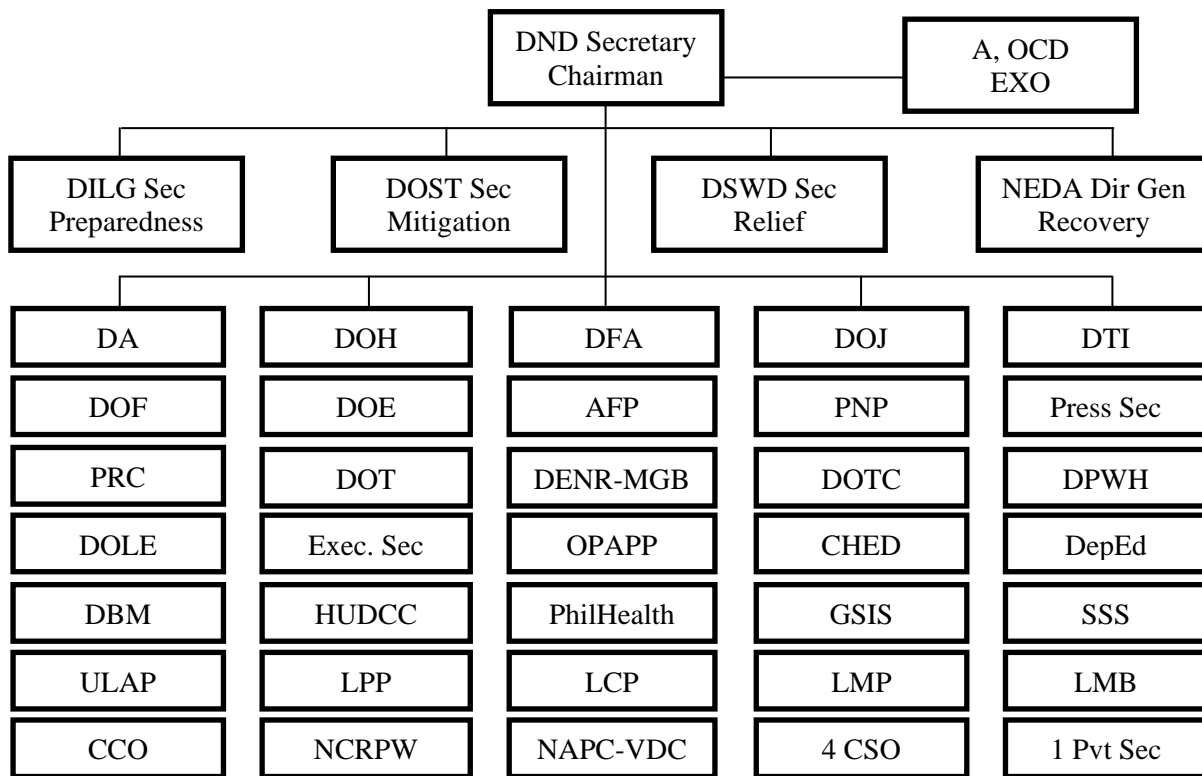 DND Secretary
Chairman
A, OCD
EXO
DILG Sec
Preparedness
DOST Sec
Mitigation
DSWD Sec
Relief
NEDA Dir Gen
Recovery
DA
DOH
DFA
DOJ
DTI
DOF
DOE
AFP
PNP
Press Sec
PRC
DOT
DENR-MGB
DOTC
DPWH
DOLE
Exec. Sec
OPAPP
CHED
DepEd
DBM
HUDCC
PhilHealth
GSIS
SSS
ULAP
LPP
LCP
LMP
LMB
CCO
NCRPW
NAPC-VDC
4 CSO
1 Pvt Sec